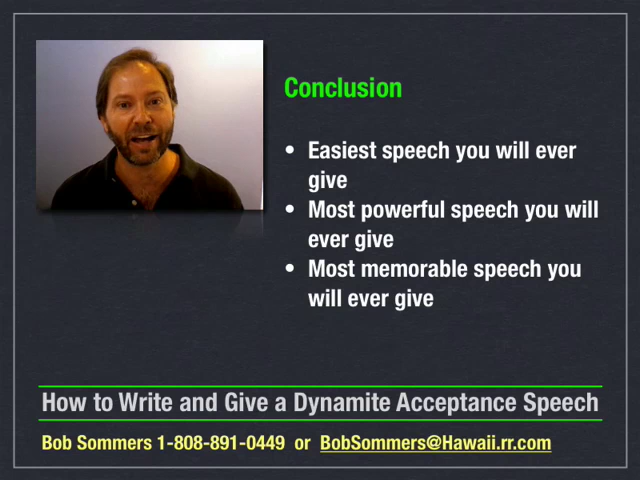 Conclusion
• Easiest speech you will ever
give
• Most powerful speech you will
ever give
• Most memorable speech you
will ever give
How to Write and Give a Dynamite Acceptance Speech
Bob Sommers 1-808-891-0449 or BobSommers@Hawaii.rr.com